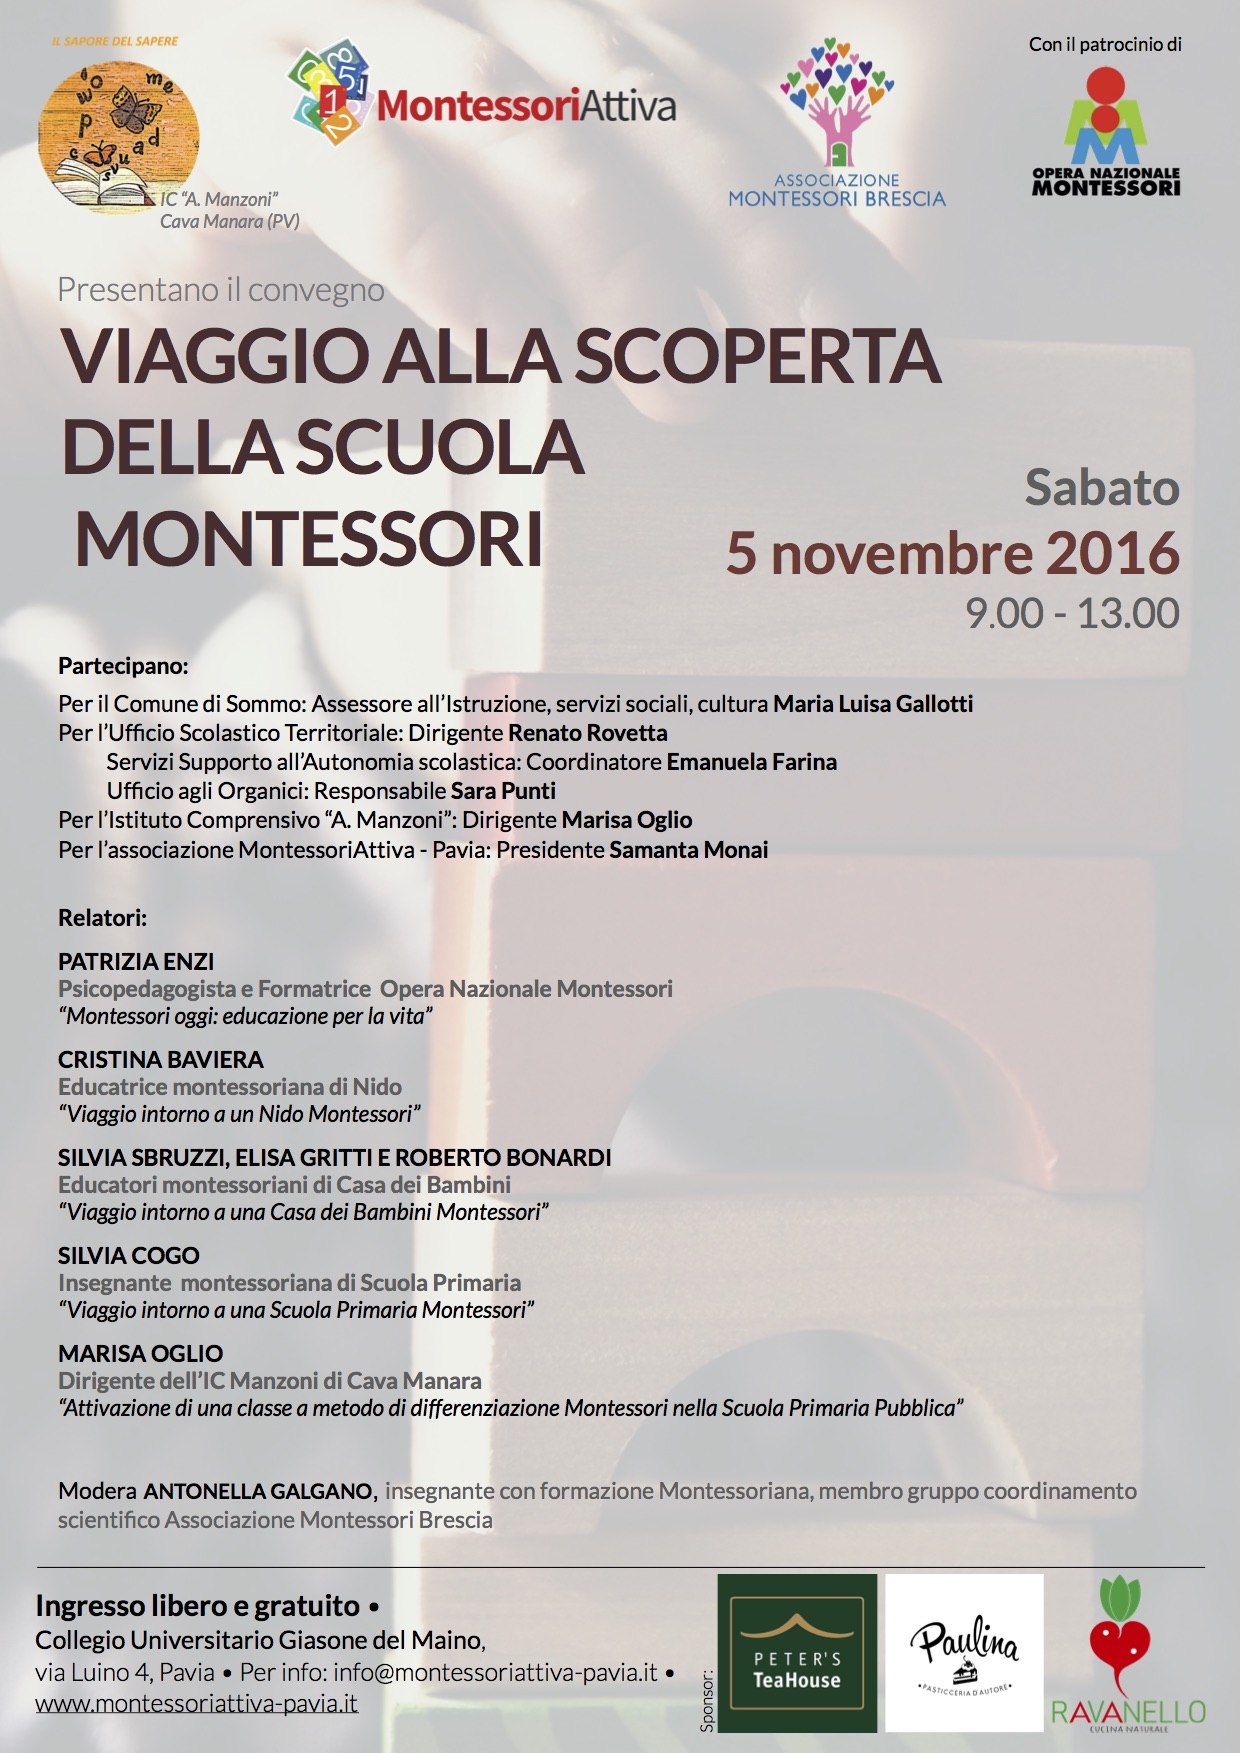 IL SAPORE DEL SAPERE
IC “A. Manzoni”
Cava Manara (PV)
MontessoriAttiva
ASSOCIAZIONE
MONTESSORI BRESCIA
Con il patrocinio di
OPERA NAZIONALE
MONTESSORI
Presentano il convegno
VIAGGIO ALLA SCOPERTA
DELLA SCUOLA
MONTESSORI
Sabato
5 novembre 2016
9.00 - 13.00
Partecipano:
Per il Comune di Sommo: Assessore all’Istruzione, servizi sociali, cultura Maria Luisa Gallotti
Per l’Ufficio Scolastico Territoriale: Dirigente Renato Rovetta
Servizi Supporto all’Autonomia scolastica: Coordinatore Emanuela Farina
Ufficio agli Organici: Responsabile Sara Punti
Per l’Istituto Comprensivo “A. Manzoni”: Dirigente Marisa Oglio
Per l’associazione MontessoriAttiva - Pavia: Presidente Samanta Monai
Relatori:
PATRIZIA ENZI
Psicopedagogista e Formatrice Opera Nazionale Montessori
“Montessori oggi: educazione per la vita”
CRISTINA BAVIERA
Educatrice montessoriana di Nido
“Viaggio intorno a un Nido Montessori”
SILVIA SBRUZZI, ELISA GRITTI E ROBERTO BONARDI
Educatori montessoriani di Casa dei Bambini
“Viaggio intorno a una Casa dei Bambini Montessori”
SILVIA COGO
Insegnante montessoriana di Scuola Primaria
“Viaggio intorno a una Scuola Primaria Montessori”
MARISA OGLIO
Dirigente dell’IC Manzoni di Cava Manara
“Attivazione di una classe a metodo di differenziazione Montessori nella Scuola Primaria Pubblica”
Modera ANTONELLA GALGANO, insegnante con formazione Montessoriana, membro gruppo coordinamento
scientifico Associazione Montessori Brescia
Ingresso libero e gratuito •
Collegio Universitario Giasone del Maino,
via Luino 4, Pavia • Per info: info@montessoriattiva-pavia.it •
www.montessoriattiva-pavia.it
Sponsor:
PETER'S
TeaHouse
Paulina
•PASTICCERIA D'AUTORE•
RAVANELLO
CUCINA NATURALE